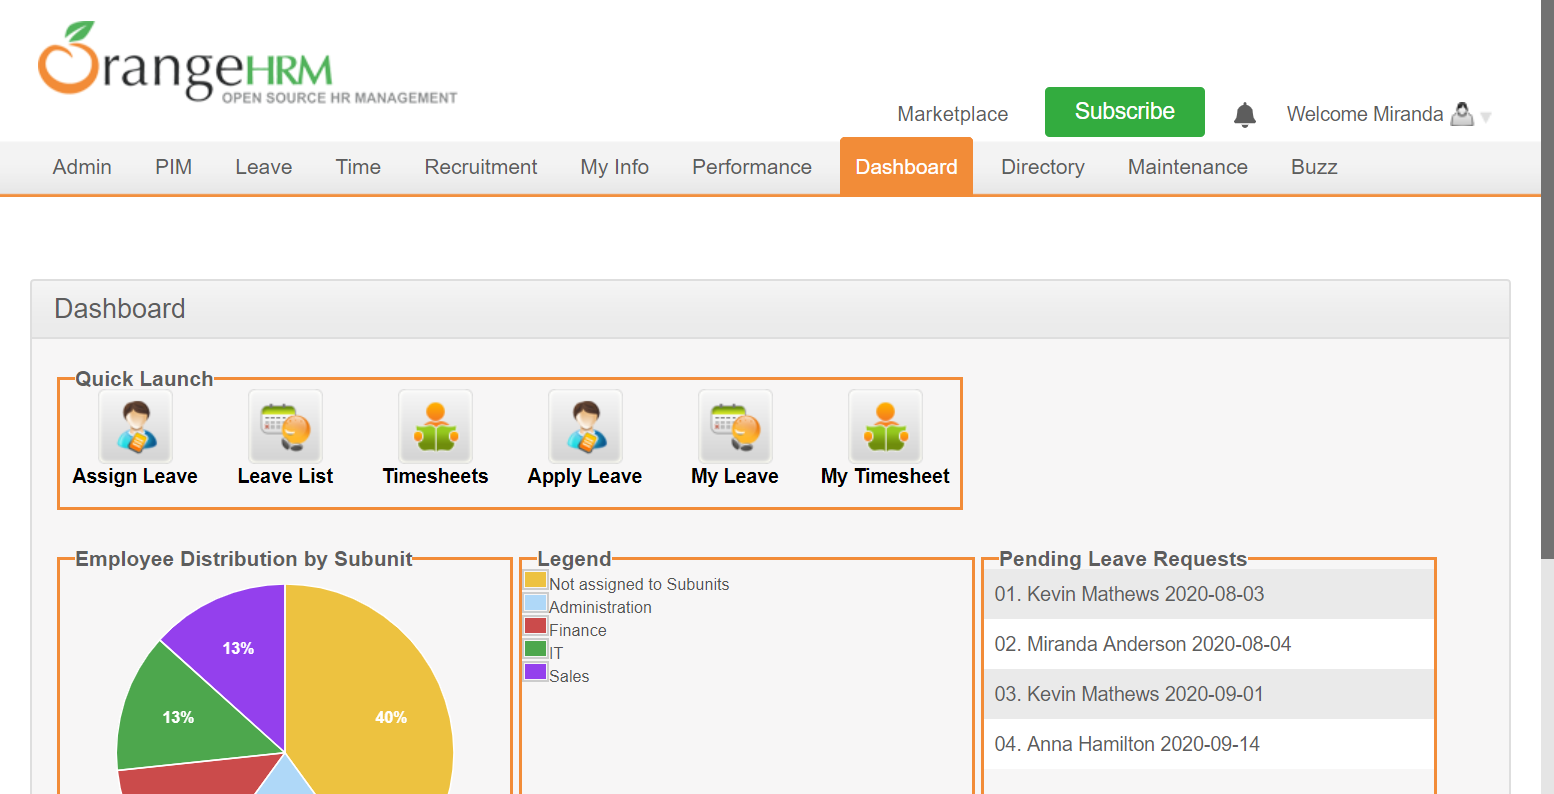 OrangeHRM
OPEN SOURCE HR MANAGEMENT
Marketplace Subscribe Welcome Miranda
Admin PIM Leave Time Recruitment My Info Performance Dashboard Directory Maintenance Buzz
Dashboard
Quick Launch
Assign Leave Leave List Timesheets Apply Leave My Leave My Timesheet
Employee Distribution by Subunit
13%
13%
40%
Legend
Not assigned to Subunits
Administration
Finance
IT
Sales
Pending Leave Requests
01. Kevin Mathews 2020-08-03
02. Miranda Anderson 2020-08-04
03. Kevin Mathews 2020-09-01
04. Anna Hamilton 2020-09-14